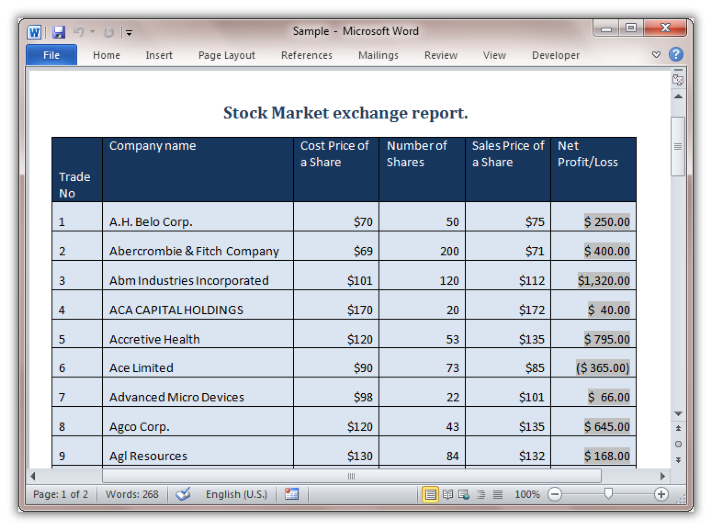 Sample - Microsoft Word
File Home Insert Page Layout References Mailings Review View Developer
Stock Market exchange report.
Trade No Company name Cost Price of a Share Number of Shares Sales Price of a Share Net Profit/Loss
1 A.H. Belo Corp. $70 50 $75 $ 250.00
2 Abercrombie & Fitch Company $69 200 $71 $ 400.00
3 Abm Industries Incorporated $101 120 $112 $1,320.00
4 ACA CAPITAL HOLDINGS $170 20 $172 $ 40.00
5 Accretive Health $120 53 $135 $ 795.00
6 Ace Limited $90 73 $85 ($ 365.00)
7 Advanced Micro Devices $98 22 $101 $ 66.00
8 Agco Corp. $120 43 $135 $ 645.00
9 Agl Resources $130 84 $132 $ 168.00
Page: 1 of 2 Words: 268 English (U.S.) 100%